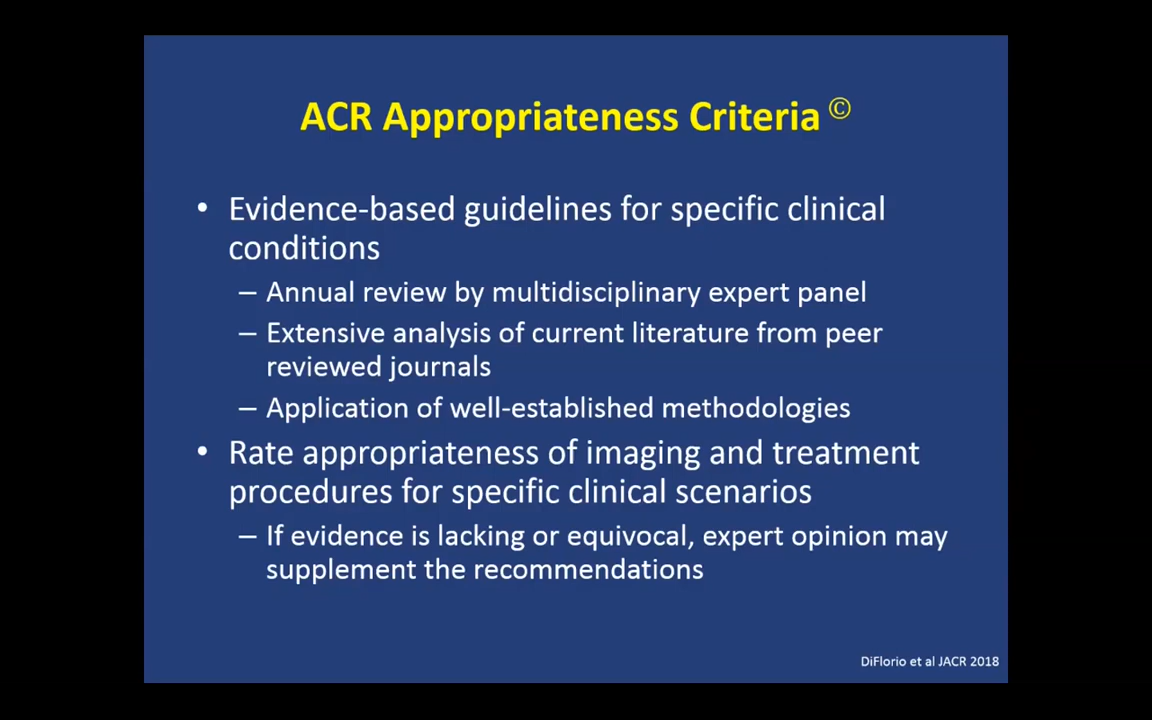 ACR Appropriateness Criteria ©
• Evidence-based guidelines for specific clinical
conditions
– Annual review by multidisciplinary expert panel
– Extensive analysis of current literature from peer
reviewed journals
– Application of well-established methodologies
• Rate appropriateness of imaging and treatment
procedures for specific clinical scenarios
– If evidence is lacking or equivocal, expert opinion may
supplement the recommendations
DiFlorio et al JACR 2018